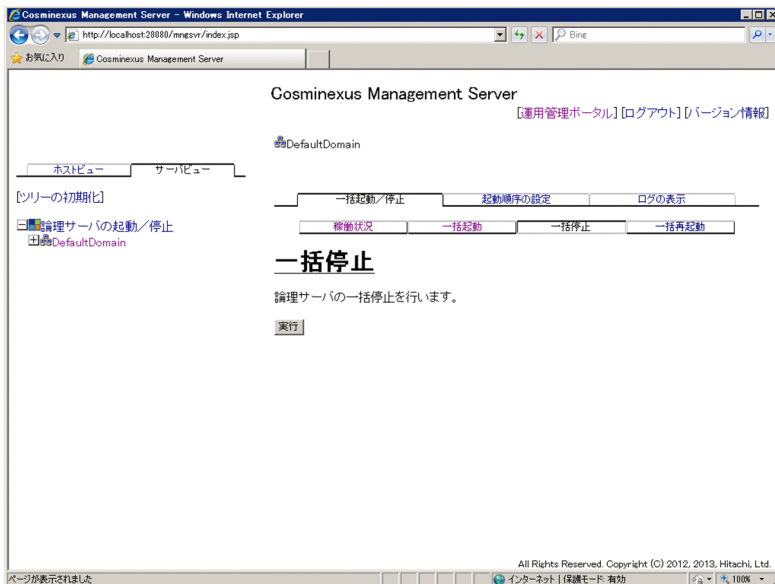 Cosminexus Management Server - Windows Internet Explorer
http://localhost:28080/mngsvr/index.jsp
Bing
お気に入り
Cosminexus Management Server
Cosminexus Management Server
[運用管理ポータル] [ログアウト] [バージョン情報]
DefaultDomain
ホストビュー サーバビュー
[ツリーの初期化]
一括起動／停止 起動順序の設定 ログの表示
論理サーバの起動／停止
稼働状況 一括起動 一括停止 一括再起動
DefaultDomain
一括停止
論理サーバの一括停止を行います。
実行
All Rights Reserved. Copyright (C) 2012, 2013, Hitachi, Ltd.
ページが表示されました
インターネット | 保護モード: 有効
100%